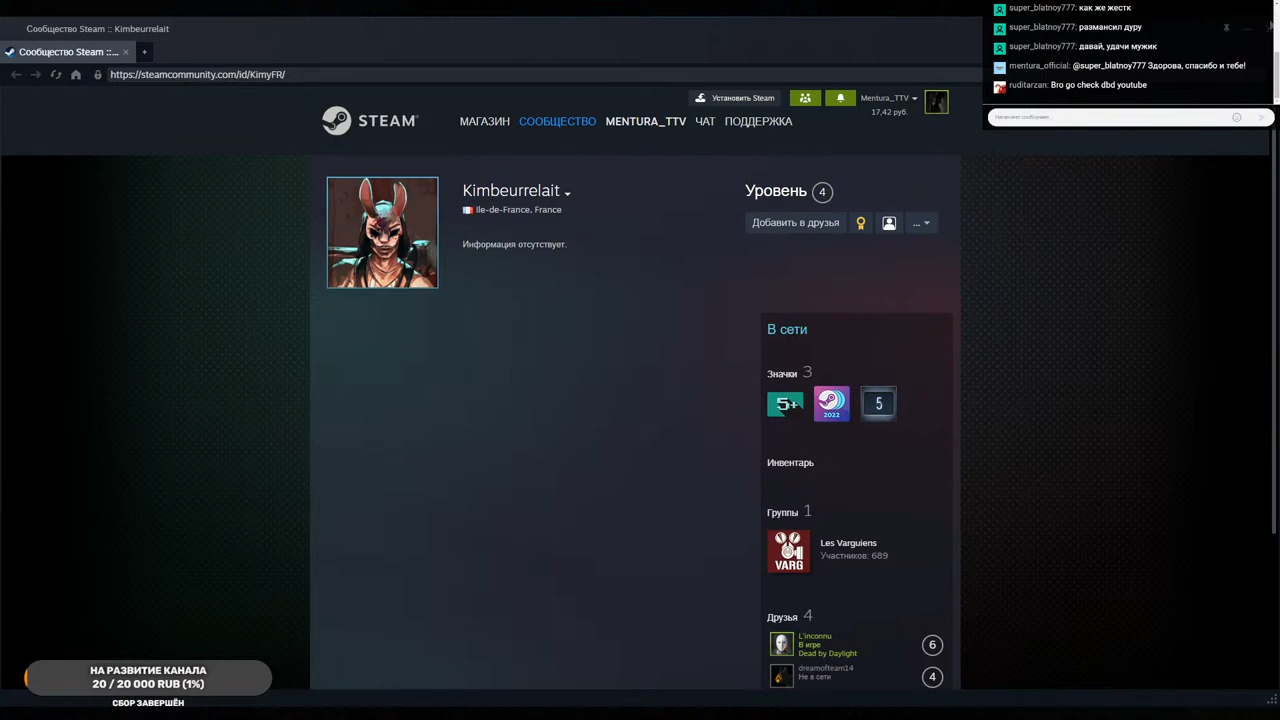 Сообщество Steam :: Kimbeurrelait
Сообщество Steam ::...
https://steamcommunity.com/id/KimyFR/
super_blatnoy777: как же жестк
super_blatnoy777: размансил дуру
super_blatnoy777: давай, удачи мужик
mentura_official: @super_blatnoy777 Здорова, спасибо и тебе!
ruditarzan: Bro go check dbd youtube
Напишите сообщение...
Установить Steam
Mentura_TTV
17,42 руб.
STEAM
МАГАЗИН СООБЩЕСТВО MENTURA_TTV ЧАТ ПОДДЕРЖКА
Kimbeurrelait
Ile-de-France, France
Информация отсутствует.
Уровень 4
Добавить в друзья
...
В сети
Значки 3
5+
2022
5
Инвентарь
Группы 1
VARG
Les Varguiens
Участников: 689
Друзья 4
L'inconnu
В игре
Dead by Daylight
6
dreamofteam14
Не в сети
4
НА РАЗВИТИЕ КАНАЛА
20 / 20 000 RUB (1%)
СБОР ЗАВЕРШЁН